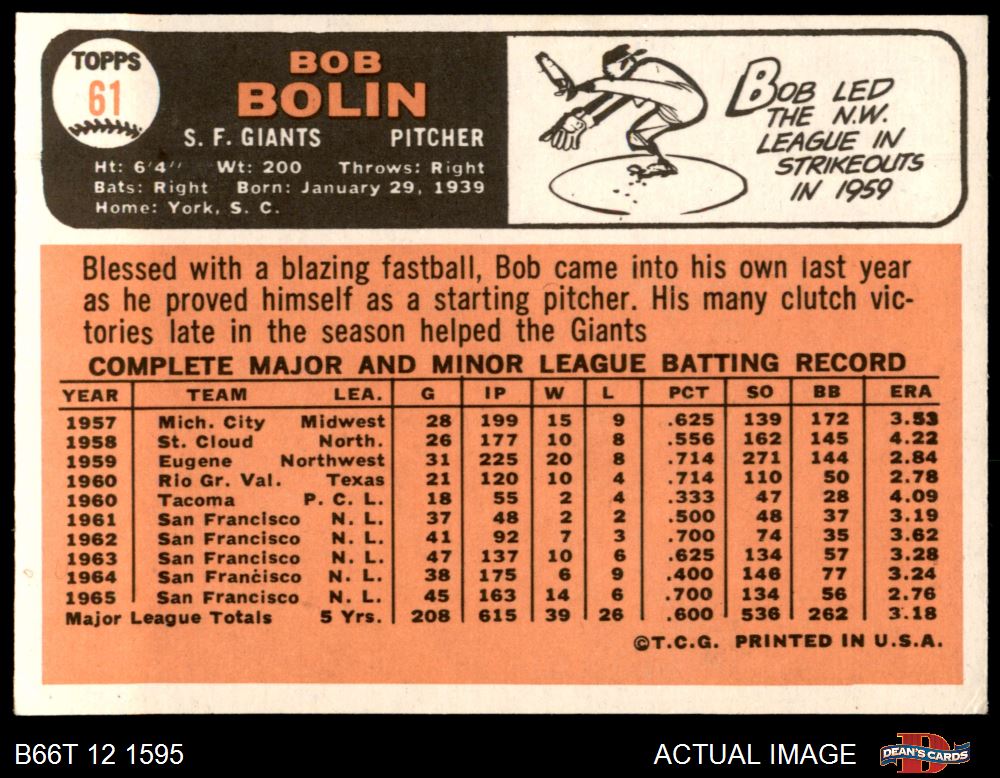 TOPPS
61
BOB
BOLIN
S. F. GIANTS PITCHER
Ht: 6'4" Wt: 200 Throws: Right
Bats: Right Born: January 29, 1939
Home: York, S. C.
BOB LED
THE N.W.
LEAGUE IN
STRIKEOUTS
IN 1959
Blessed with a blazing fastball, Bob came into his own last year
as he proved himself as a starting pitcher. His many clutch vic-
tories late in the season helped the Giants
COMPLETE MAJOR AND MINOR LEAGUE BATTING RECORD
YEAR TEAM LEA. G IP W L PCT SO BB ERA
1957 Mich. City Midwest 28 199 15 9 .625 139 172 3.53
1958 St. Cloud North. 26 177 10 8 .556 162 145 4.22
1959 Eugene Northwest 31 225 20 8 .714 271 144 2.84
1960 Rio Gr. Val. Texas 21 120 10 4 .714 110 50 2.78
1960 Tacoma P. C. L. 18 55 2 4 .333 47 28 4.09
1961 San Francisco N. L. 37 48 2 2 .500 48 37 3.19
1962 San Francisco N. L. 41 92 7 3 .700 74 35 3.62
1963 San Francisco N. L. 47 137 10 6 .625 134 57 3.28
1964 San Francisco N. L. 38 175 6 9 .400 146 77 3.24
1965 San Francisco N. L. 45 163 14 6 .700 134 56 2.76
Major League Totals 5 Yrs. 208 615 39 26 .600 536 262 3.18
©T.C.G. PRINTED IN U.S.A.
B66T 12 1595 ACTUAL IMAGE DEAN'S CARDS